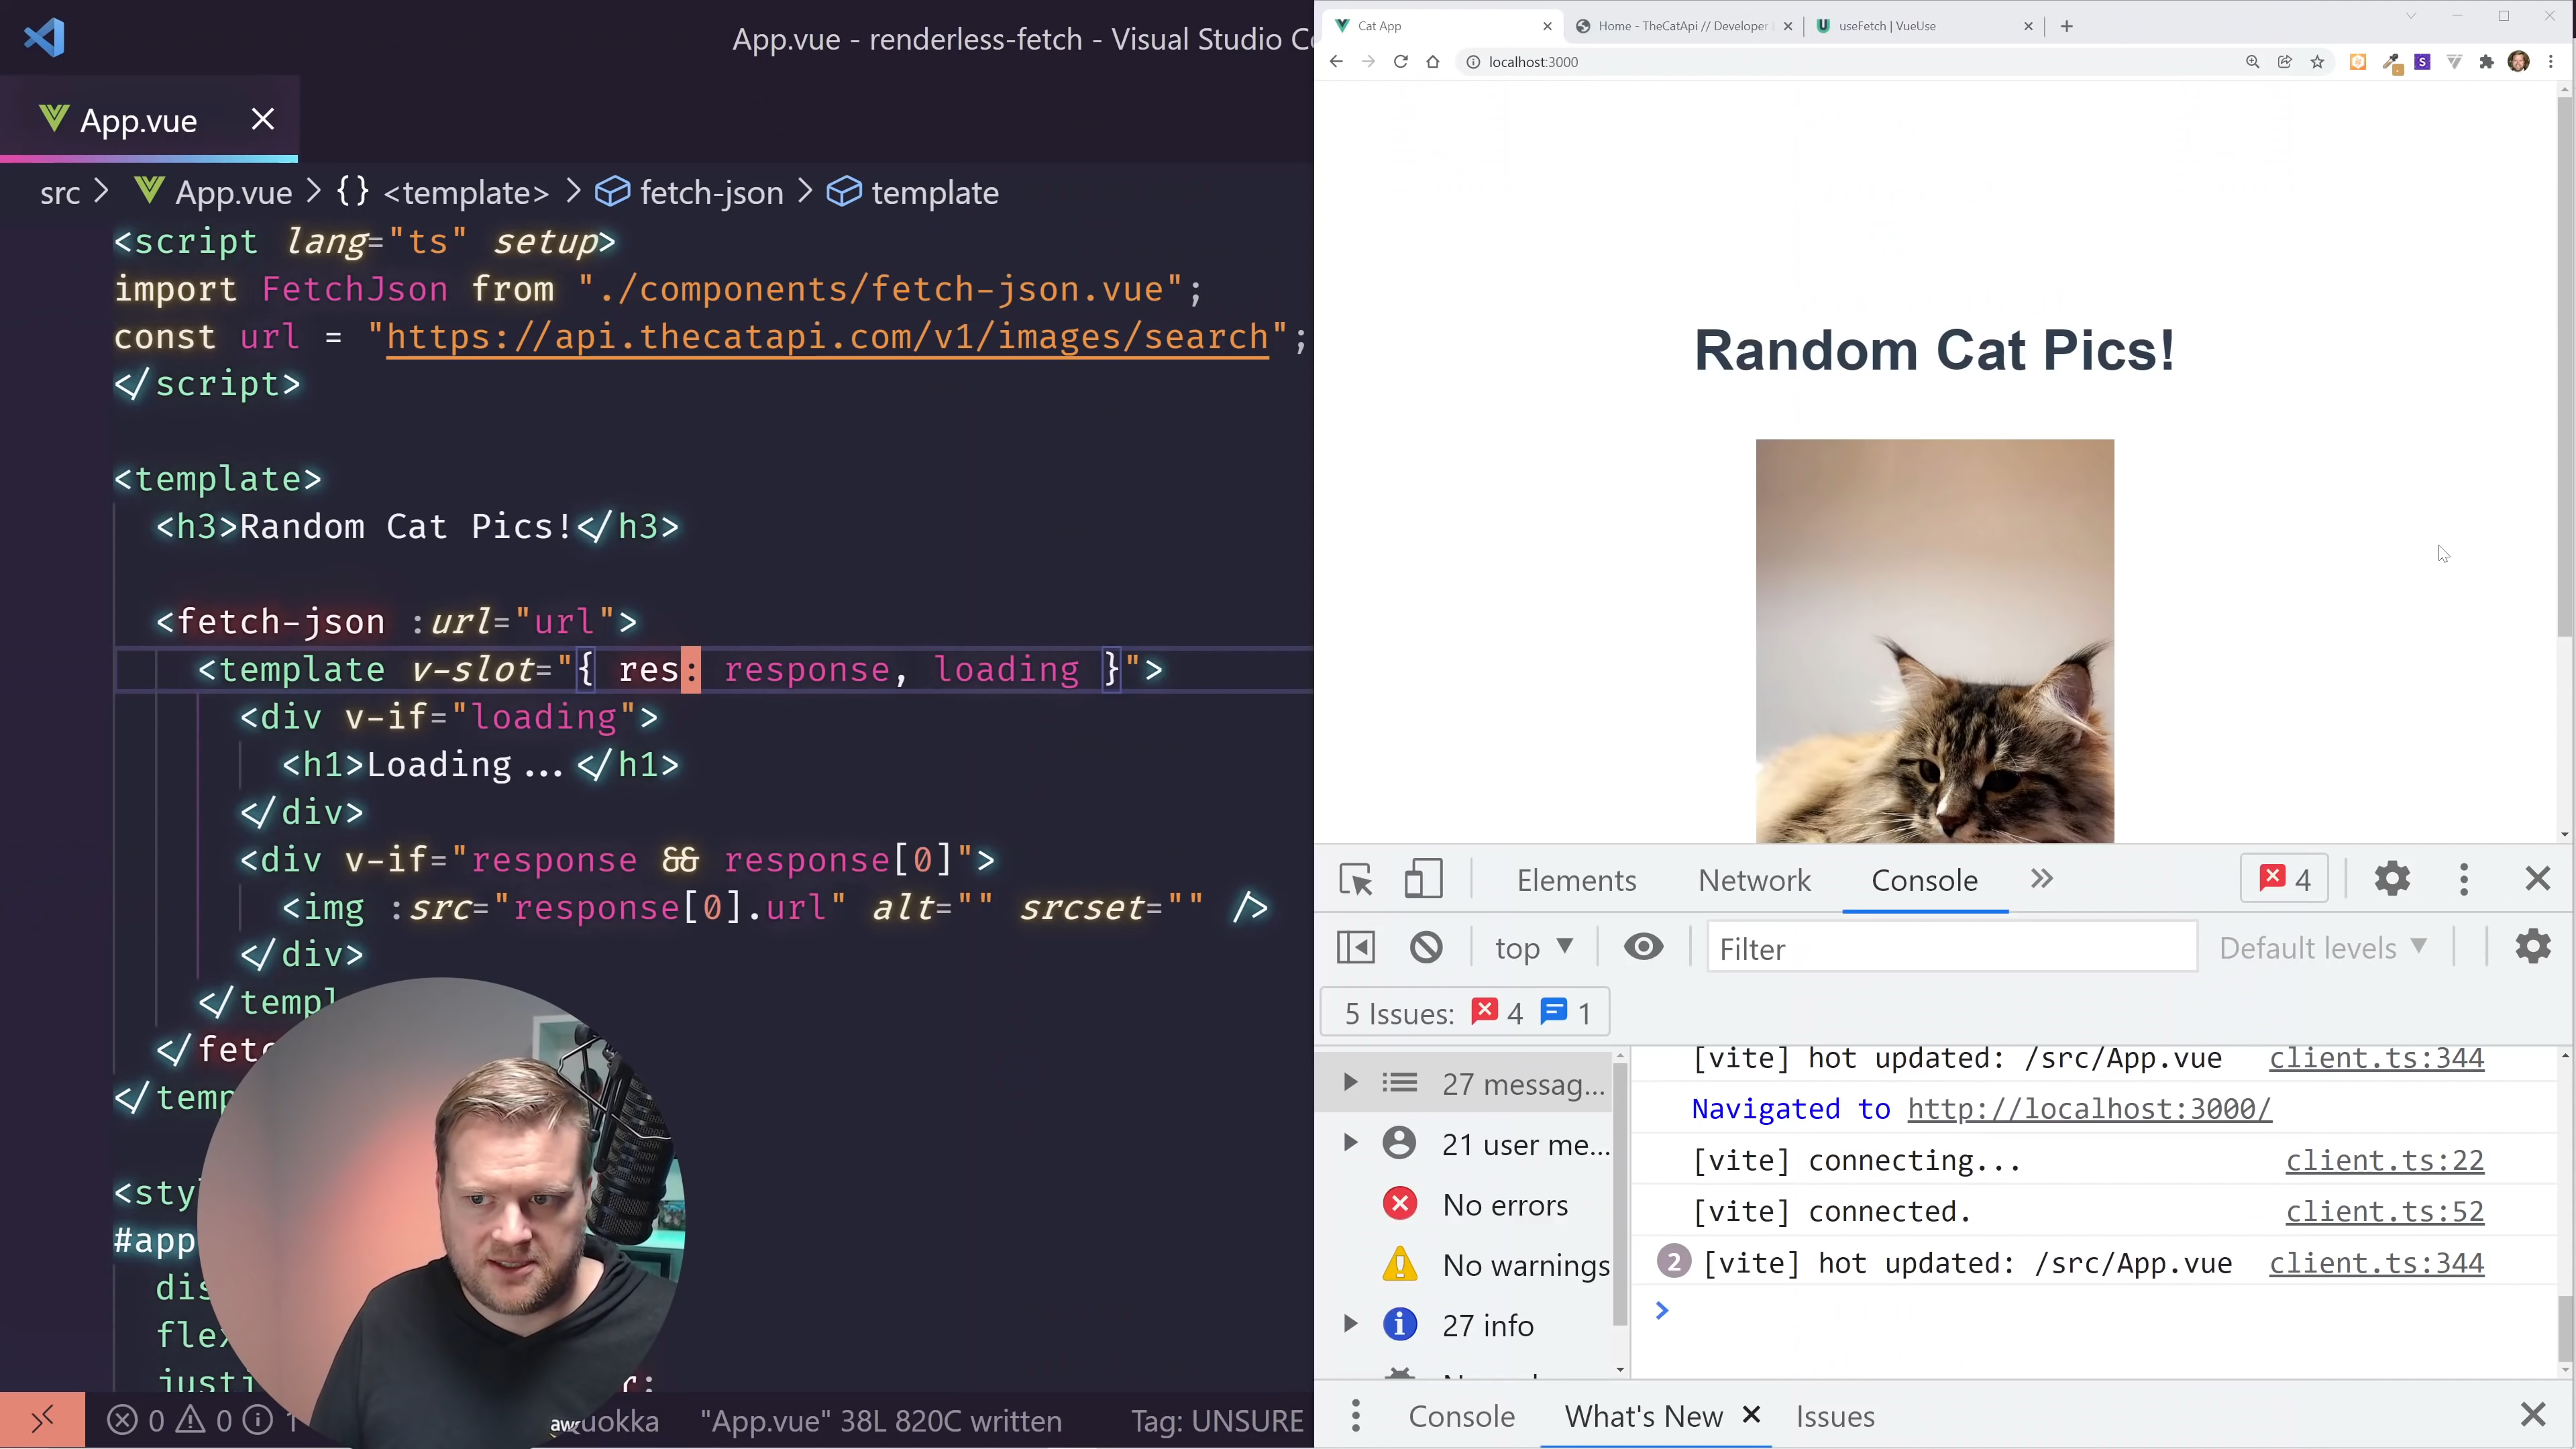 App.vue - renderless-fetch - Visual Studio Co
App.vue
src > App.vue > {} <template> > fetch-json > template
<script lang="ts" setup>
import FetchJson from "./components/fetch-json.vue";
const url = "https://api.thecatapi.com/v1/images/search";
</script>
<template>
<h3>Random Cat Pics!</h3>
<fetch-json :url="url">
<template v-slot="{ res: response, loading }">
<div v-if="loading">
<h1>Loading...</h1>
</div>
<div v-if="response && response[0]">
<img :src="response[0].url" alt="" srcset="" />
</div>
</templ
</fetc
</temp
<sty
#app
dis
flex
justi
r;
0 0 1
uokka
"App.vue" 38L 820C written
Tag: UNSURE
aws
Cat App
Home - TheCatApi // Developer
useFetch | VueUse
localhost:3000
Random Cat Pics!
Elements Network Console 4
top Filter Default levels
5 Issues: 4 1
27 messag...
21 user me...
No errors
No warnings
27 info
[vite] hot updated: /src/App.vue client.ts:344
Navigated to http://localhost:3000/
[vite] connecting... client.ts:22
[vite] connected. client.ts:52
2 [vite] hot updated: /src/App.vue client.ts:344
>
Console What's New Issues